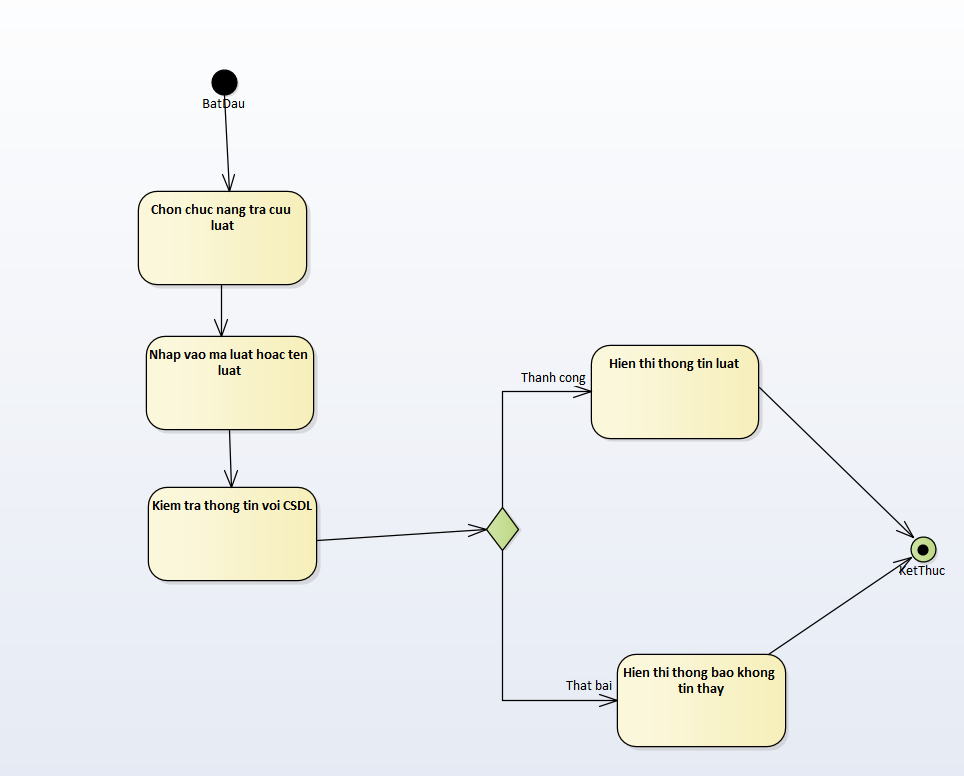 BatDau
Chon chuc nang tra cuu
luat
Nhap vao ma luat hoac ten
luat
Kiem tra thong tin voi CSDL
Thanh cong
Hien thi thong tin luat
KetThuc
That bai
Hien thi thong bao khong
tin thay